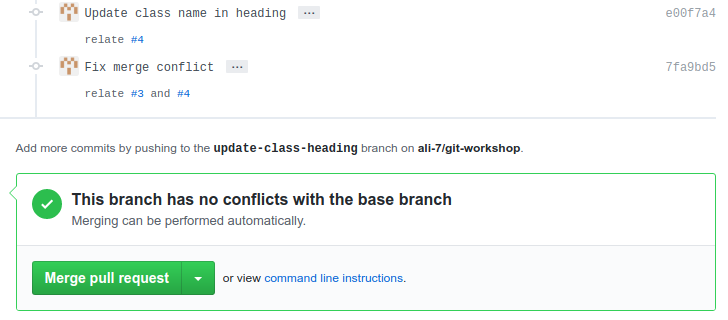 Update class name in heading ... e00f7a4
relate #4
Fix merge conflict ... 7fa9bd5
relate #3 and #4
Add more commits by pushing to the update-class-heading branch on ali-7/git-workshop.
This branch has no conflicts with the base branch
Merging can be performed automatically.
Merge pull request or view command line instructions.